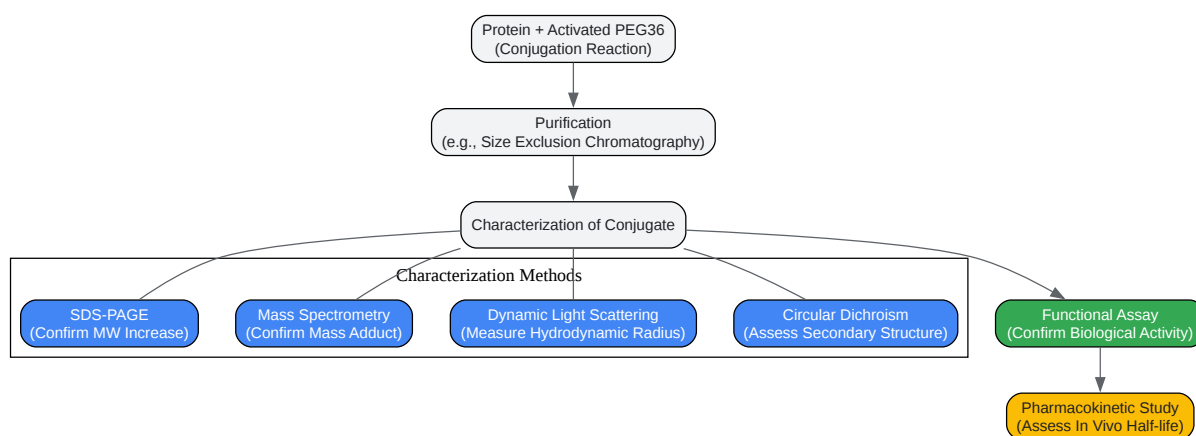 Protein + Activated PEG36
(Conjugation Reaction)
Purification
(e.g., Size Exclusion Chromatography)
Characterization of Conjugate
Characterization Methods
SDS-PAGE
(Confirm MW Increase)
Mass Spectrometry
(Confirm Mass Adduct)
Dynamic Light Scattering
(Measure Hydrodynamic Radius)
Circular Dichroism
(Assess Secondary Structure)
Functional Assay
(Confirm Biological Activity)
Pharmacokinetic Study
(Assess In Vivo Half-life)